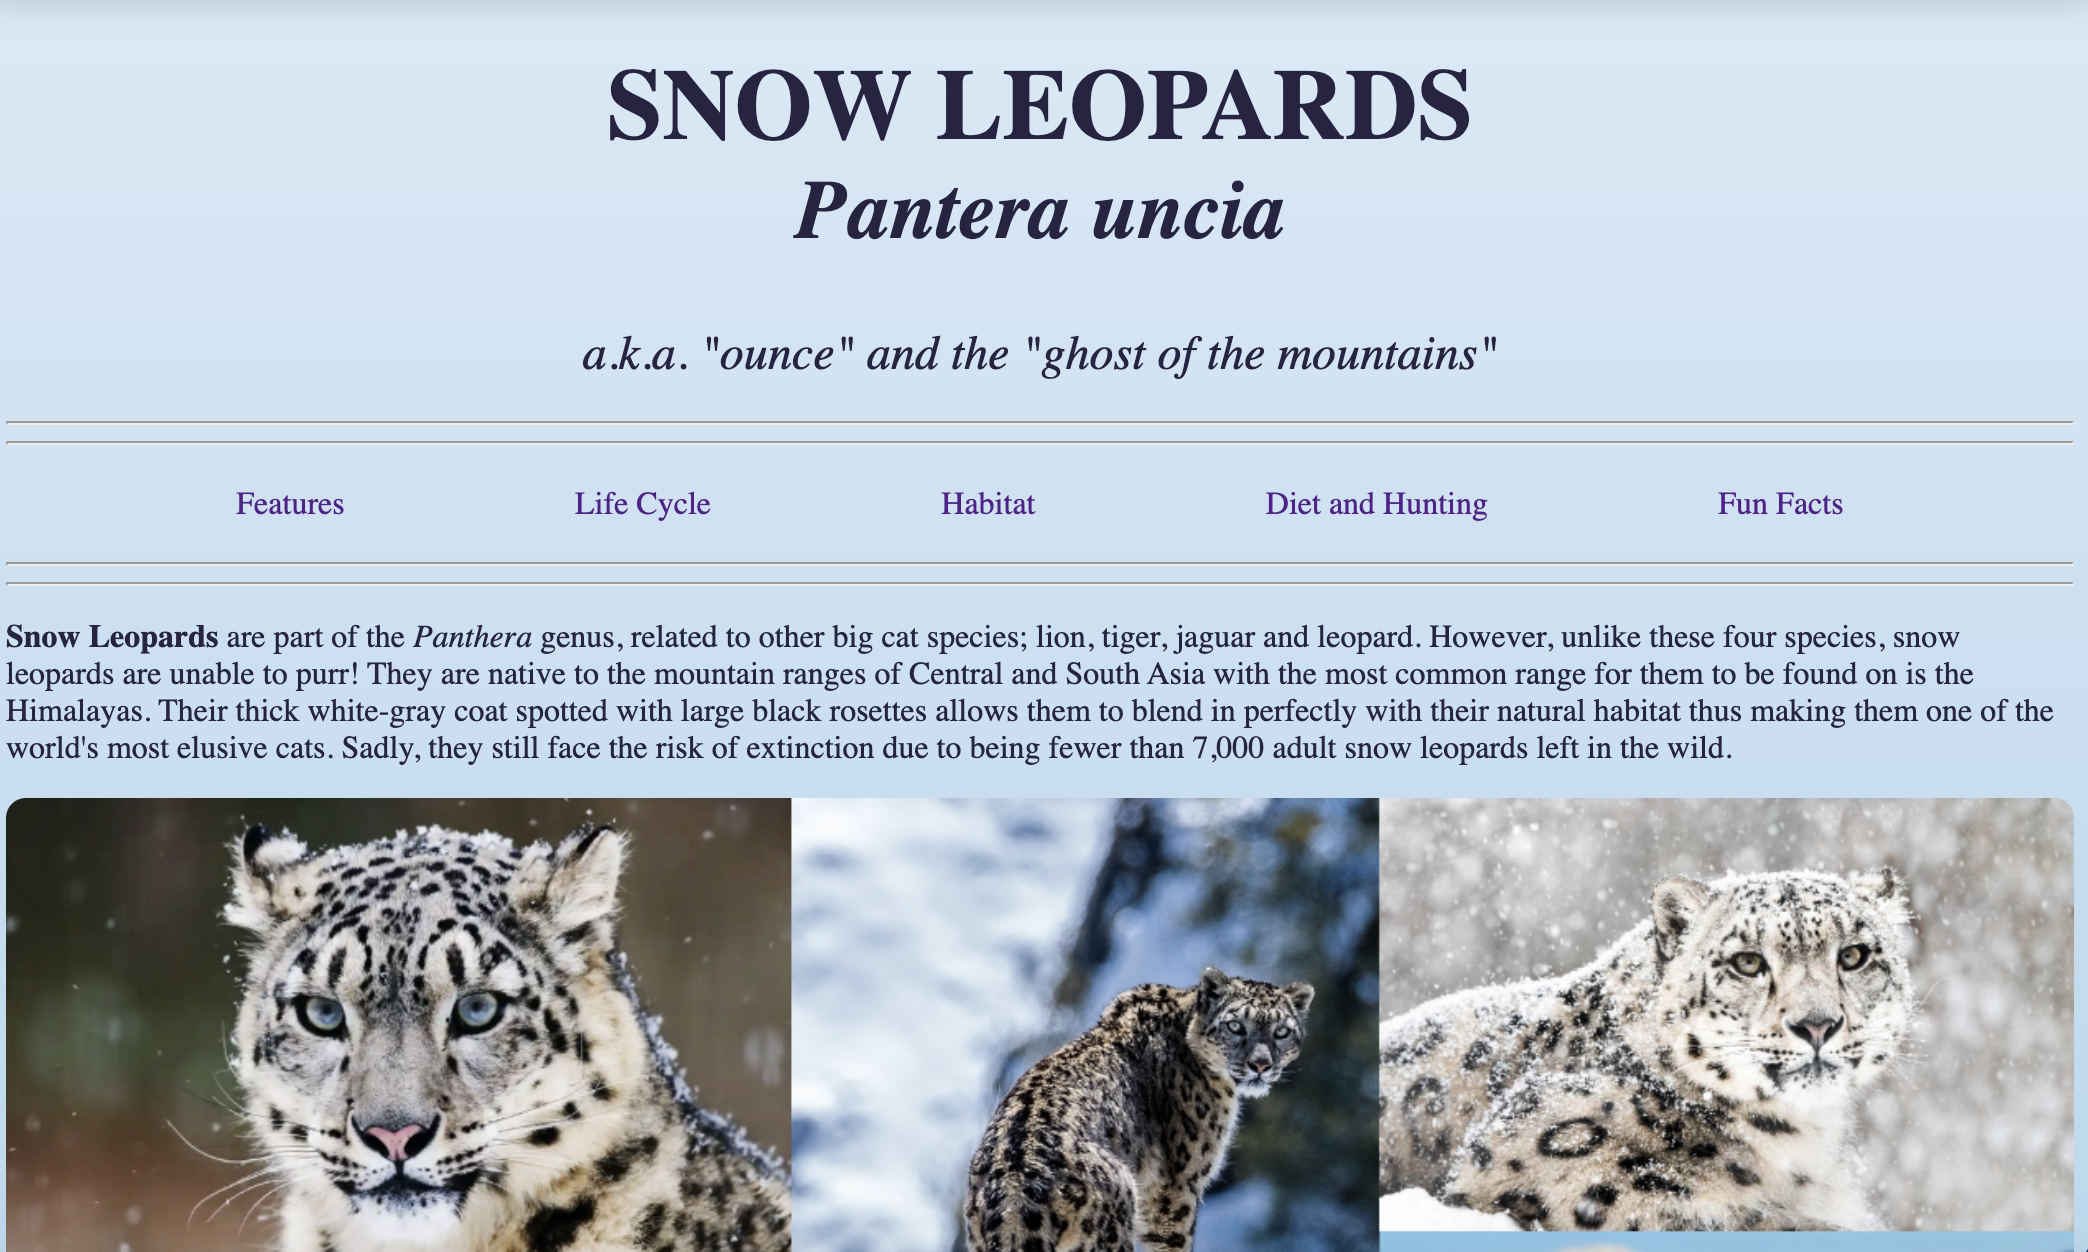 SNOW LEOPARDS
Pantera uncia
a.k.a. "ounce" and the "ghost of the mountains"
Features Life Cycle Habitat Diet and Hunting Fun Facts
Snow Leopards are part of the Panthera genus, related to other big cat species; lion, tiger, jaguar and leopard. However, unlike these four species, snow
leopards are unable to purr! They are native to the mountain ranges of Central and South Asia with the most common range for them to be found on is the
Himalayas. Their thick white-gray coat spotted with large black rosettes allows them to blend in perfectly with their natural habitat thus making them one of the
world's most elusive cats. Sadly, they still face the risk of extinction due to being fewer than 7,000 adult snow leopards left in the wild.